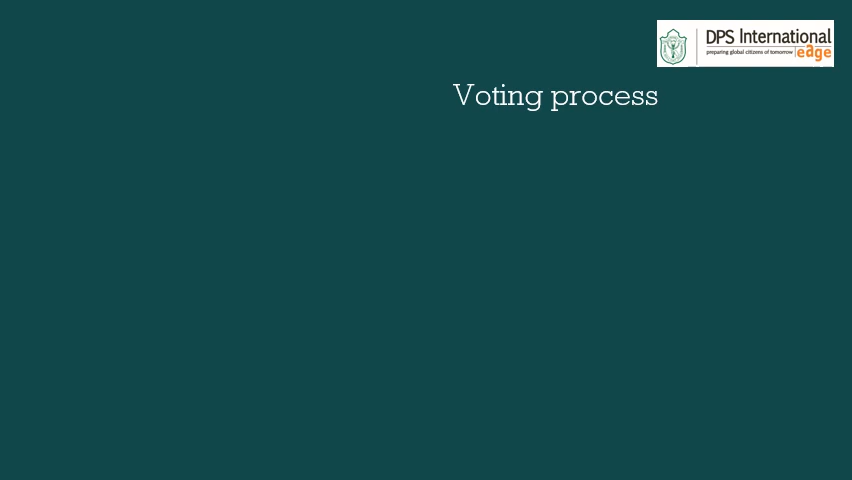 DPS International
preparing global citizens of tomorrow
edge
Voting process